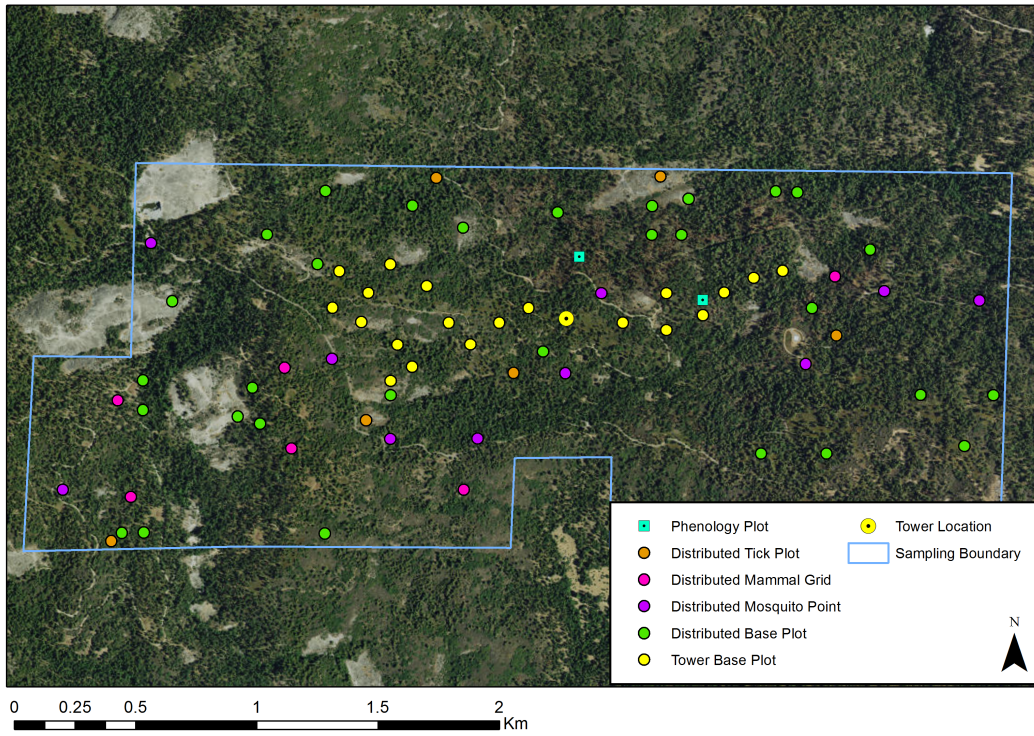 Phenology Plot
Distributed Tick Plot
Distributed Mammal Grid
Distributed Mosquito Point
Distributed Base Plot
Tower Base Plot
Tower Location
Sampling Boundary
N
0 0.25 0.5 1 1.5 2 Km